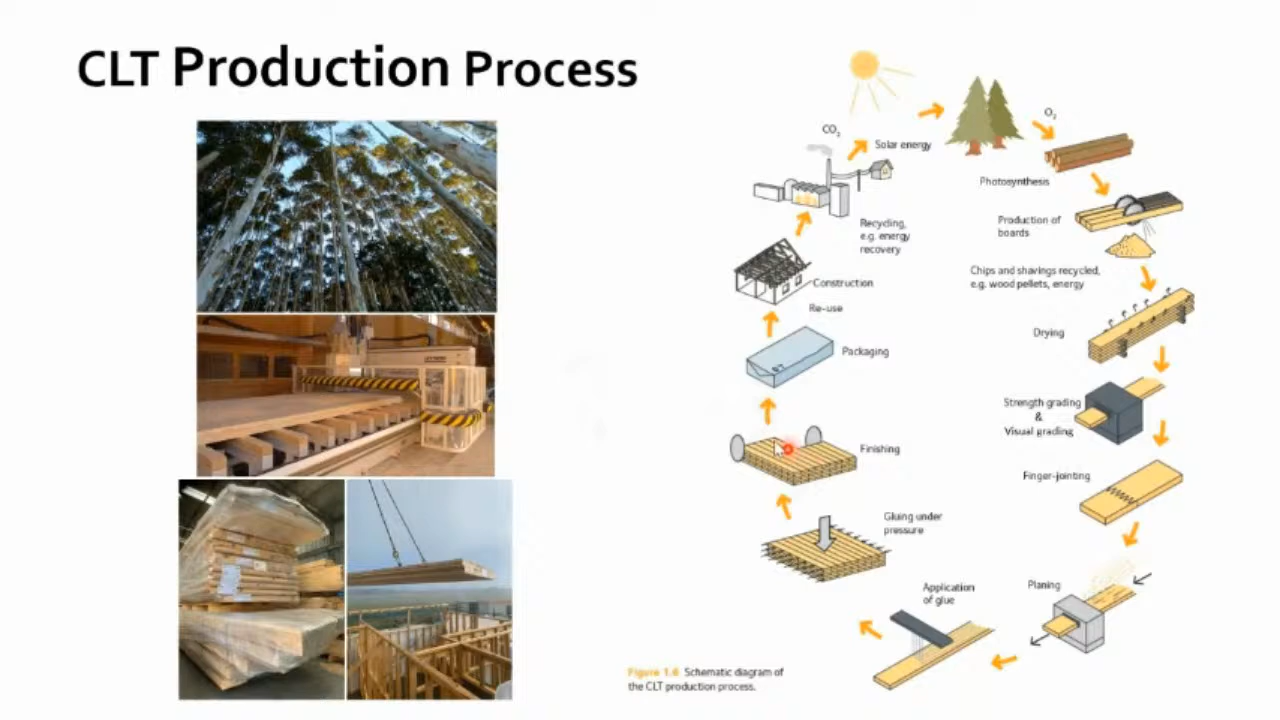 CLT Production Process
CO2
Solar energy
O2
Photosynthesis
Production of
boards
Recycling,
e.g. energy
recovery
Chips and shavings recycled,
e.g. wood pellets, energy
Construction
Re-use
Drying
Packaging
Strength grading
&
Visual grading
Finishing
Finger-jointing
Gluing under
pressure
Application
of glue
Planing
Figure 1.6 Schematic diagram of
the CLT production process.